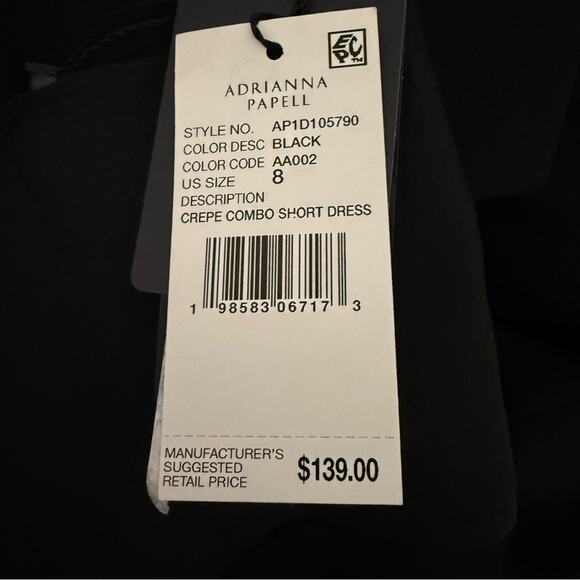 EPC™
ADRIANNA
PAPELL
STYLE NO. AP1D105790
COLOR DESC BLACK
COLOR CODE AA002
US SIZE 8
DESCRIPTION
CREPE COMBO SHORT DRESS
1 98583 06717 3
MANUFACTURER'S
SUGGESTED
RETAIL PRICE $139.00